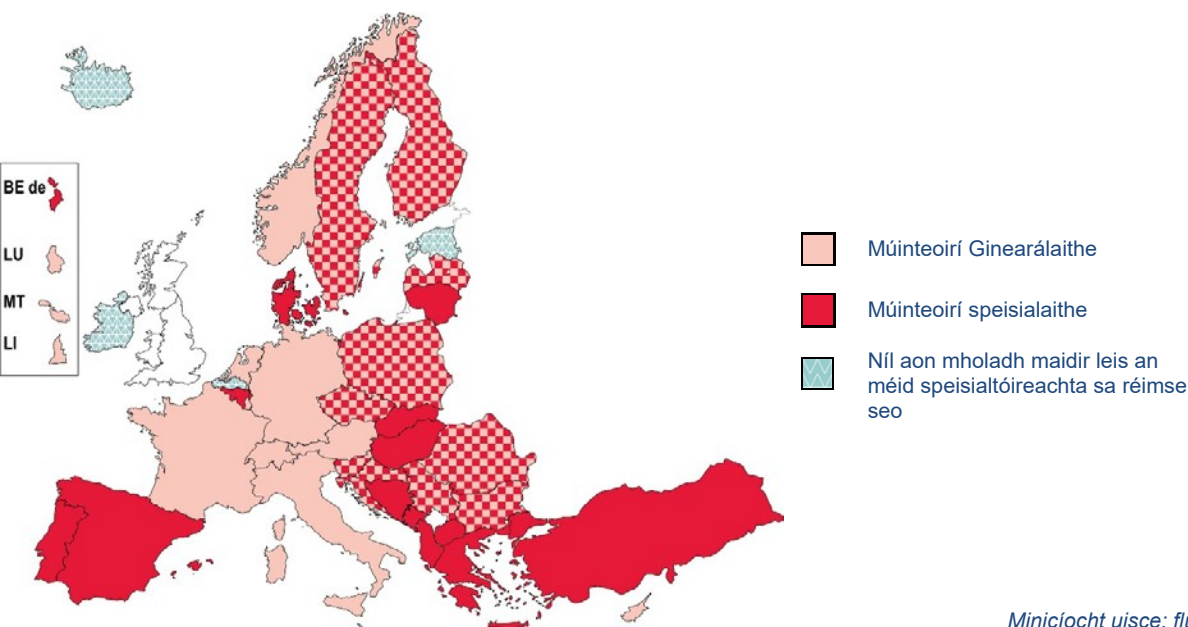 BE de
LU
MT
LI
Múinteoirí Ginearálaithe
Múinteoirí speisialaithe
Níl aon mholadh maidir leis an
méid speisialtóireachta sa réimse
seo
Minicíocht uisce: